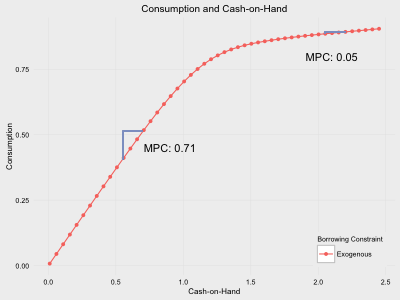 Consumption and Cash-on-Hand
Consumption
0.75
0.50
0.25
0.00
MPC: 0.05
MPC: 0.71
Borrowing Constraint
Exogenous
0.0 0.5 1.0 1.5 2.0 2.5
Cash-on-Hand